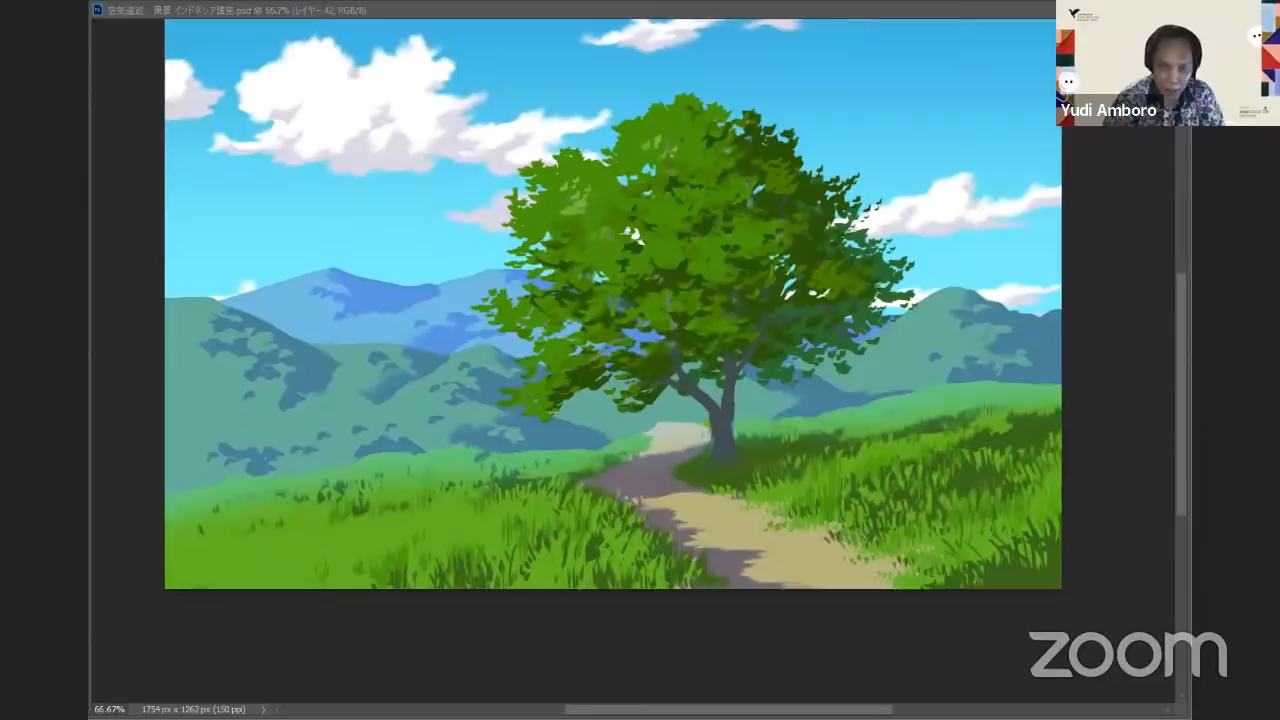 空気遠近　風景 インドネシア講座.psd @ 66.7% (レイヤー 42, RGB/8)
Yudi Amboro
zoom
66.67%
1754 px x 1262 px (150 ppi)